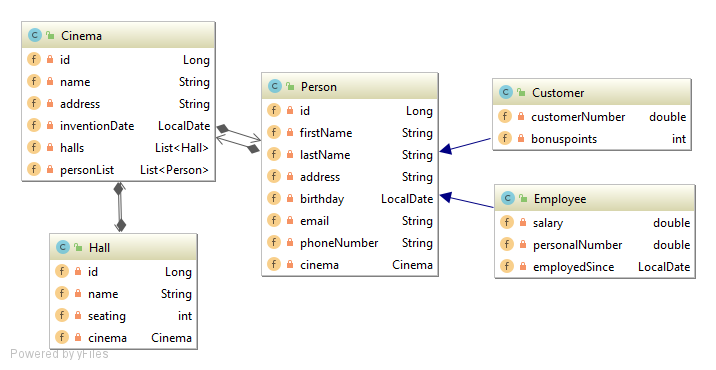 Cinema
id Long
name String
address String
inventionDate LocalDate
halls List<Hall>
personList List<Person>
Person
id Long
firstName String
lastName String
address String
birthday LocalDate
email String
phoneNumber String
cinema Cinema
Customer
customerNumber double
bonuspoints int
Employee
salary double
personalNumber double
employedSince LocalDate
Hall
id Long
name String
seating int
cinema Cinema
Powered by yFiles